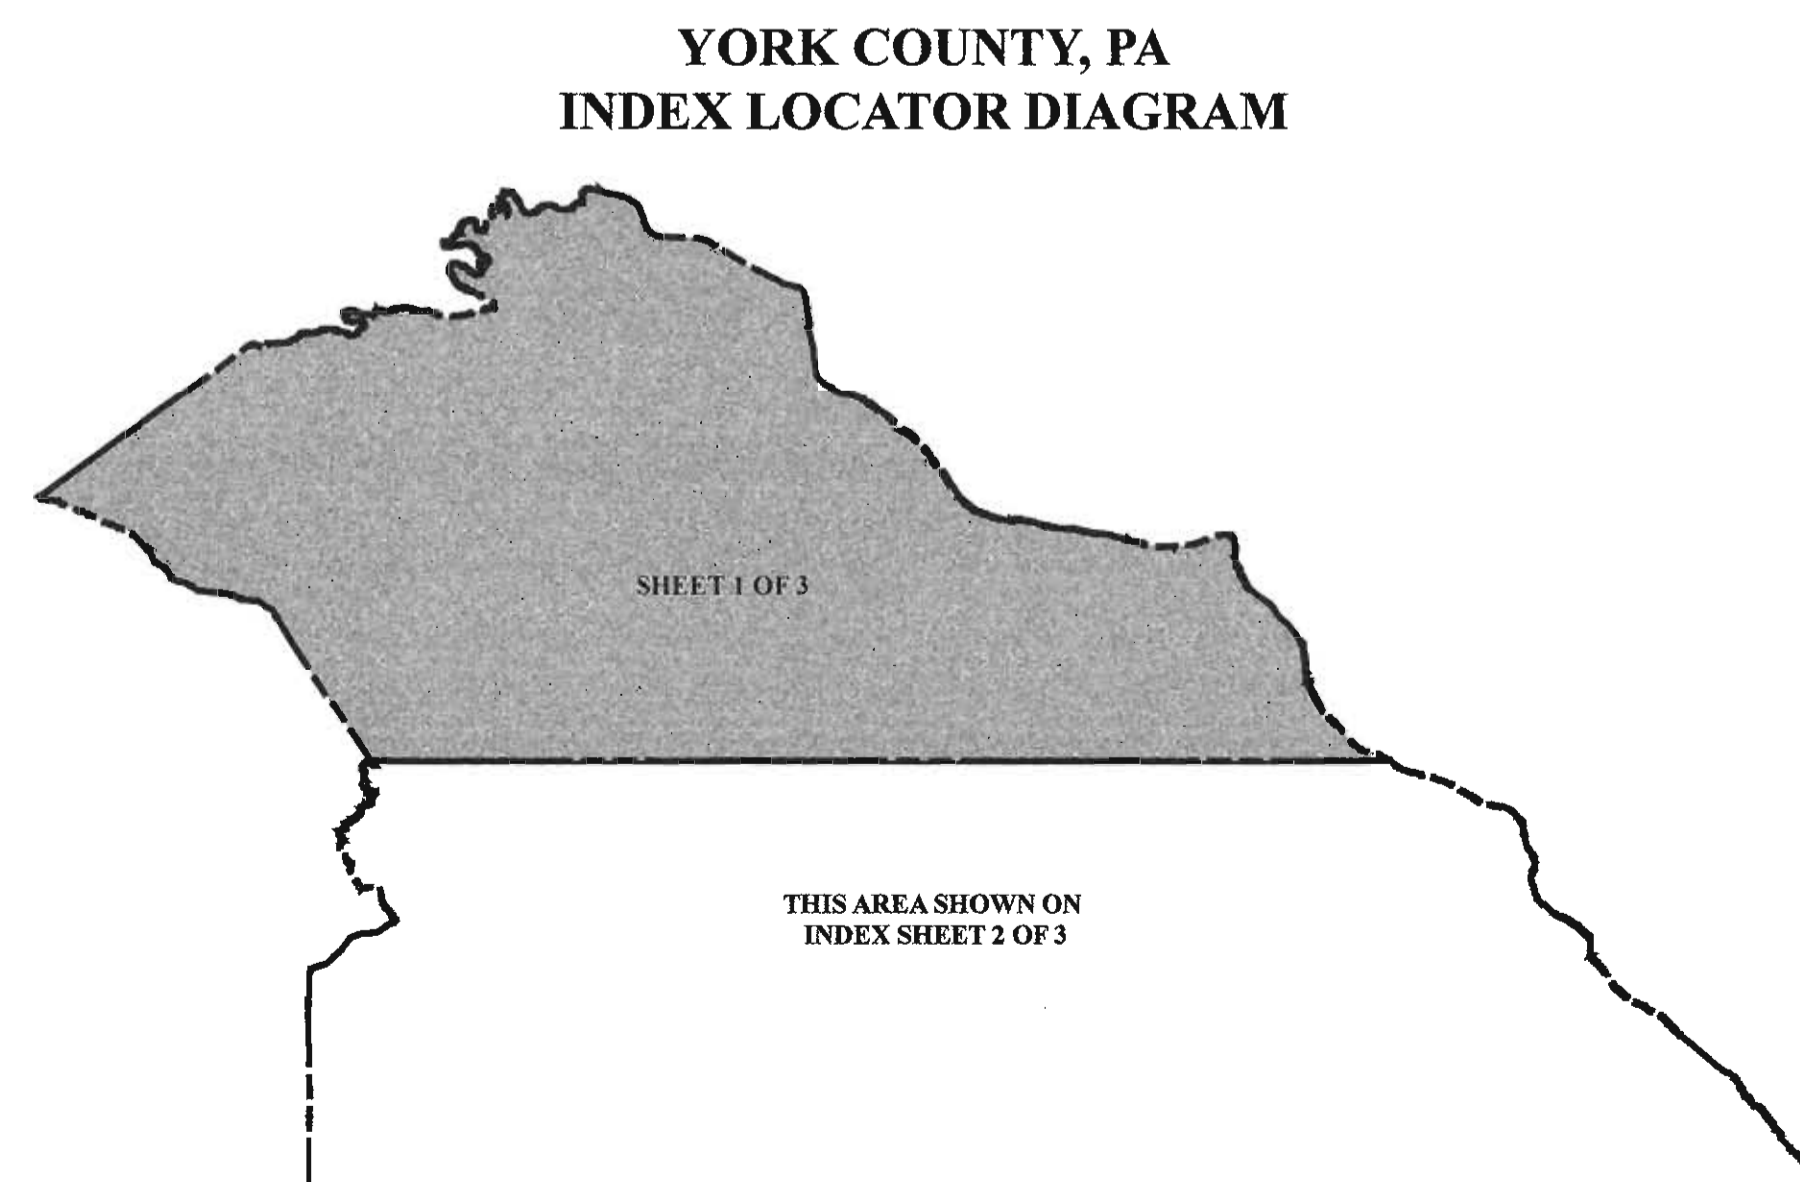 YORK COUNTY, PA
INDEX LOCATOR DIAGRAM
SHEET 1 OF 3
THIS AREA SHOWN ON
INDEX SHEET 2 OF 3